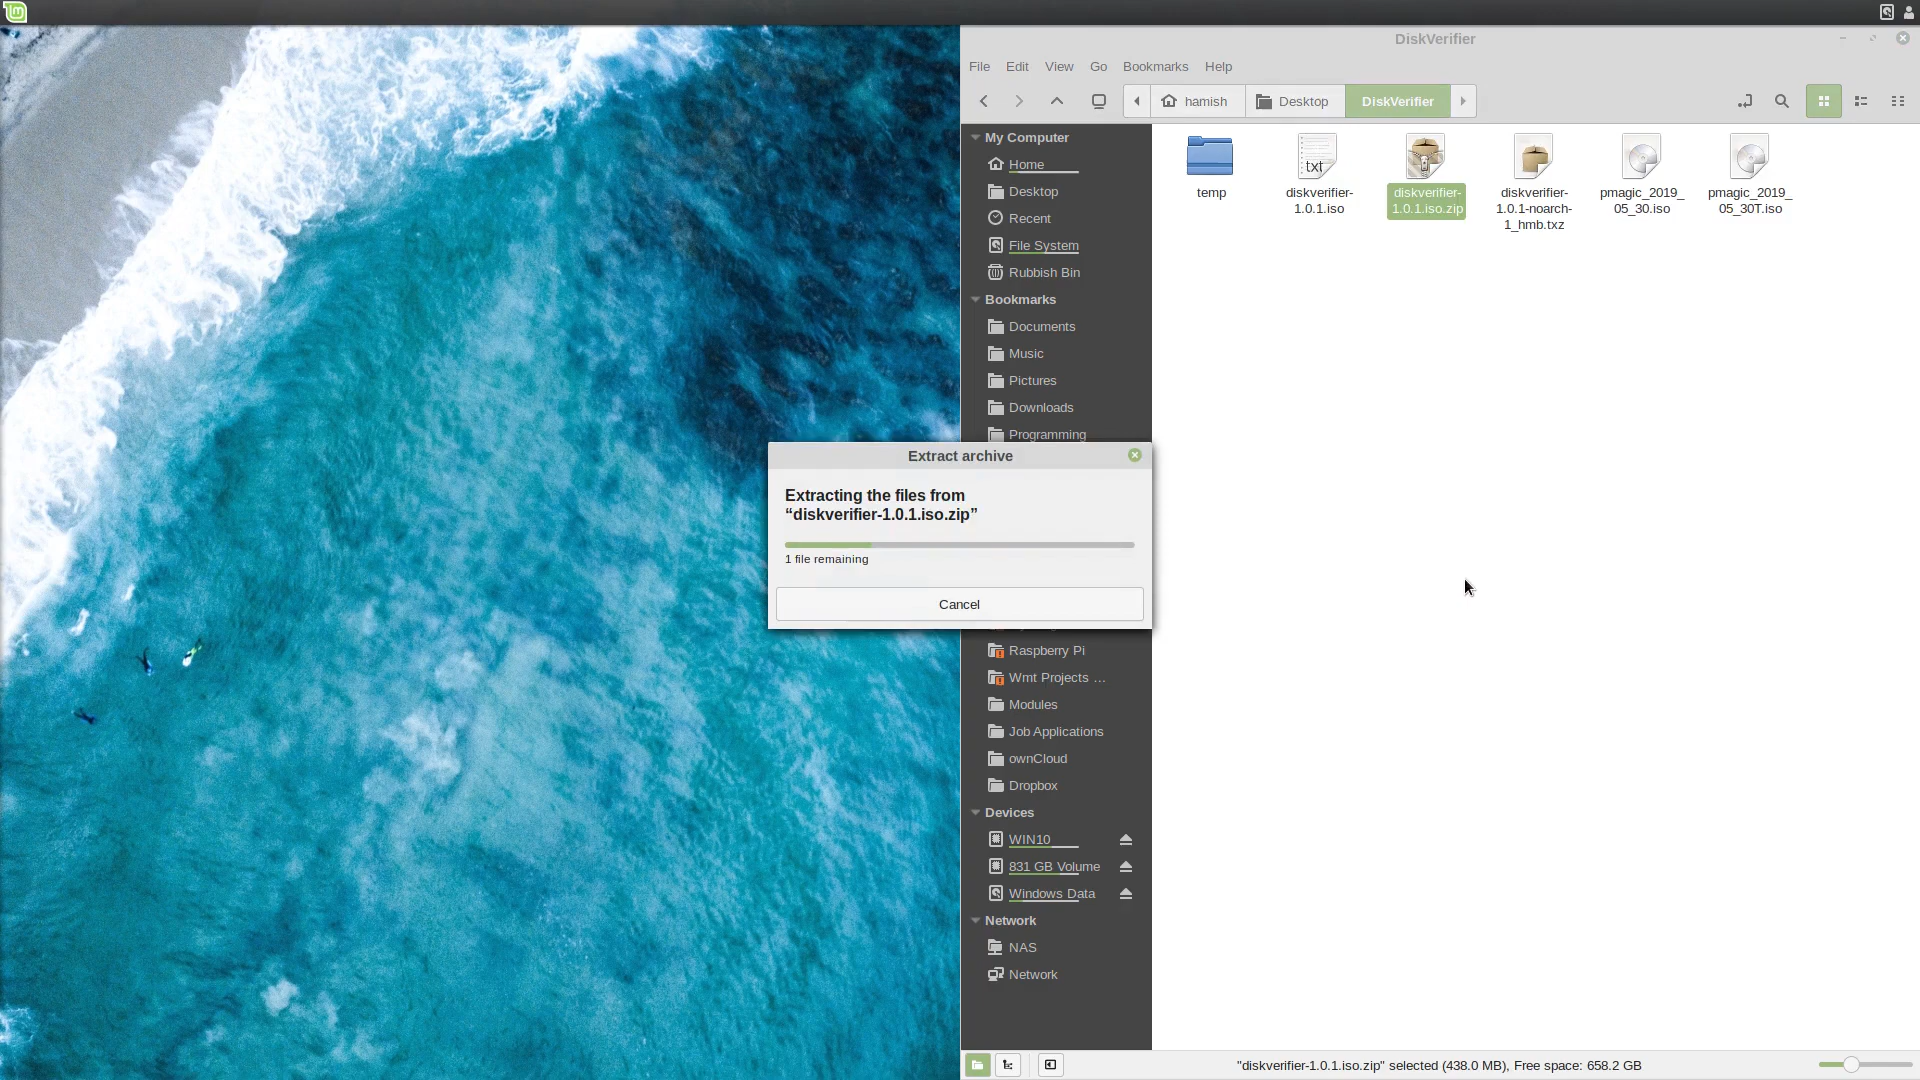 DiskVerifier
File Edit View Go Bookmarks Help
hamish Desktop DiskVerifier
My Computer
Home
Desktop
Recent
File System
Rubbish Bin
Bookmarks
Documents
Music
Pictures
Downloads
Programming
Raspberry Pi
Wmt Projects …
Modules
Job Applications
ownCloud
Dropbox
Devices
WIN10
831 GB Volume
Windows Data
Network
NAS
Network
temp
txt
diskverifier-
1.0.1.iso
diskverifier-
1.0.1.iso.zip
diskverifier-
1.0.1-noarch-
1_hmb.txz
pmagic_2019_
05_30.iso
pmagic_2019_
05_30T.iso
Extract archive
Extracting the files from
“diskverifier-1.0.1.iso.zip”
1 file remaining
Cancel
"diskverifier-1.0.1.iso.zip" selected (438.0 MB), Free space: 658.2 GB